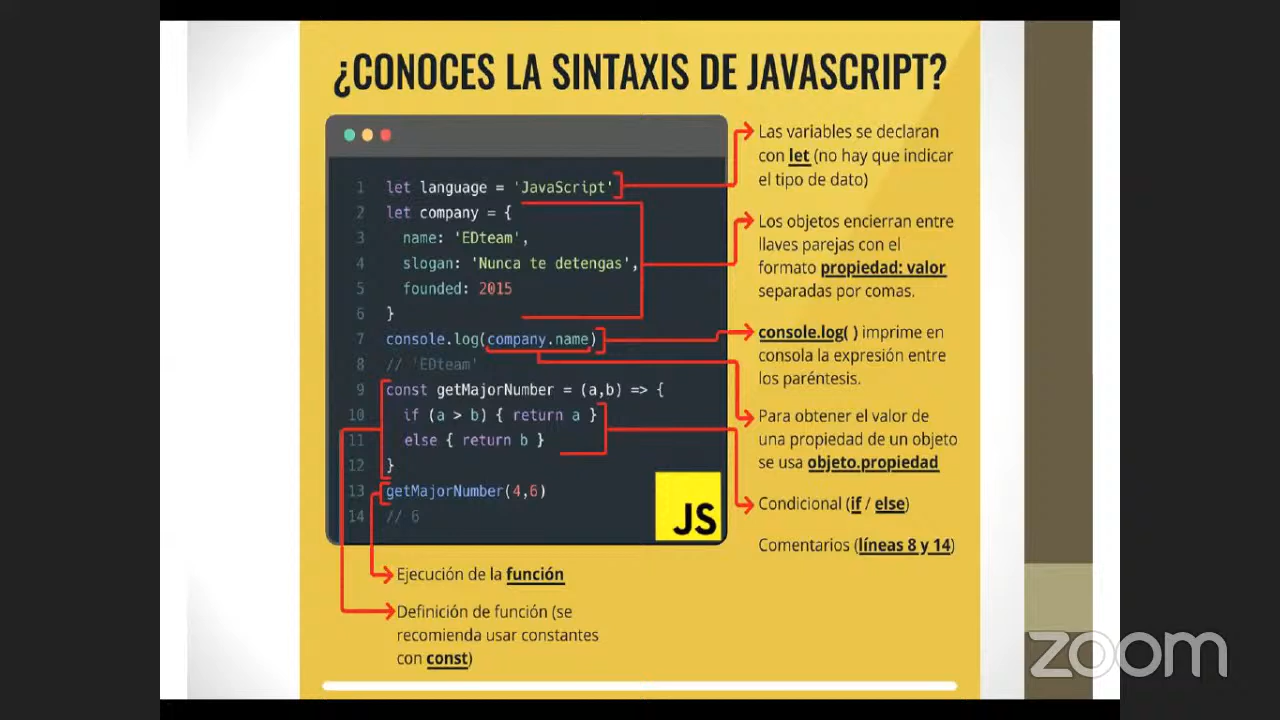 ¿CONOCES LA SINTAXIS DE JAVASCRIPT?
1 let language = 'JavaScript'
2 let company = {
3 name: 'EDteam',
4 slogan: 'Nunca te detengas',
5 founded: 2015
6 }
7 console.log(company.name)
8 // 'EDteam'
9 const getMajorNumber = (a,b) => {
10 if (a > b) { return a }
11 else { return b }
12 }
13 getMajorNumber(4,6)
14 // 6
JS
Las variables se declaran
con let (no hay que indicar
el tipo de dato)
Los objetos encierran entre
llaves parejas con el
formato propiedad: valor
separadas por comas.
console.log( ) imprime en
consola la expresión entre
los paréntesis.
Para obtener el valor de
una propiedad de un objeto
se usa objeto.propiedad
Condicional (if / else)
Comentarios (líneas 8 y 14)
Ejecución de la función
Definición de función (se
recomienda usar constantes
con const)
zoom